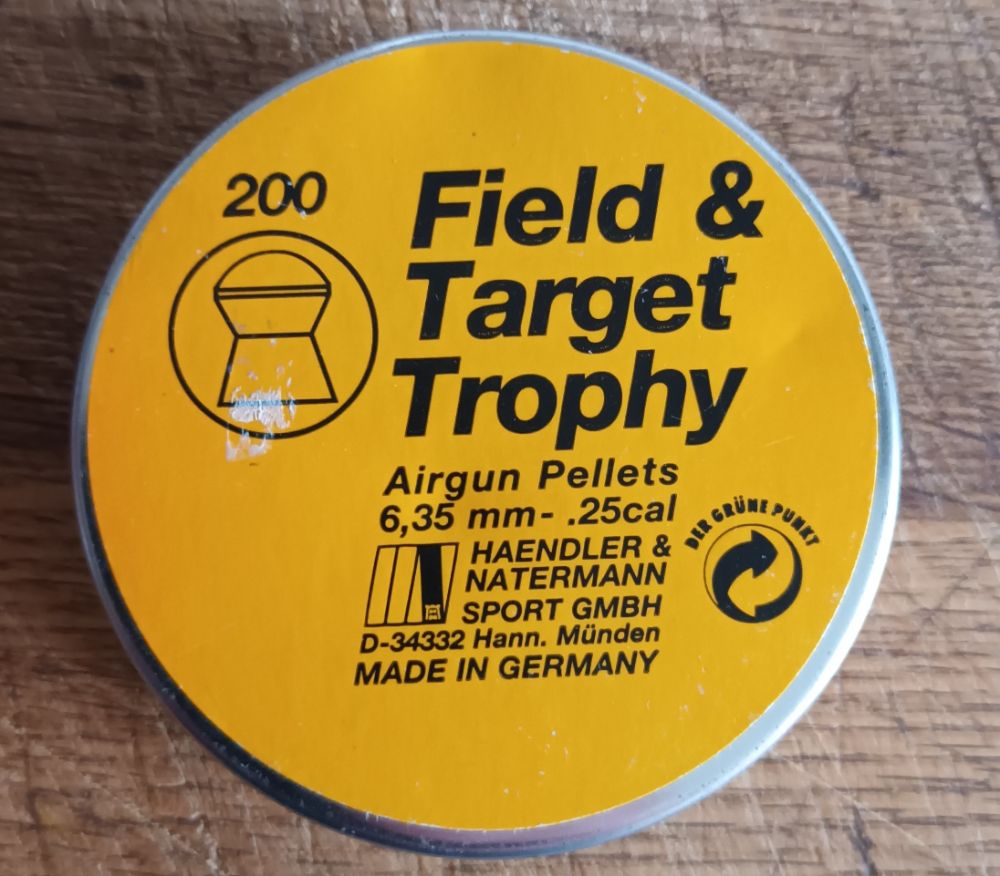 200
Field &
Target
Trophy
Airgun Pellets
6,35 mm- .25cal
DER GRÜNE PUNKT
HAENDLER &
NATERMANN
SPORT GMBH
D-34332 Hann. Münden
MADE IN GERMANY